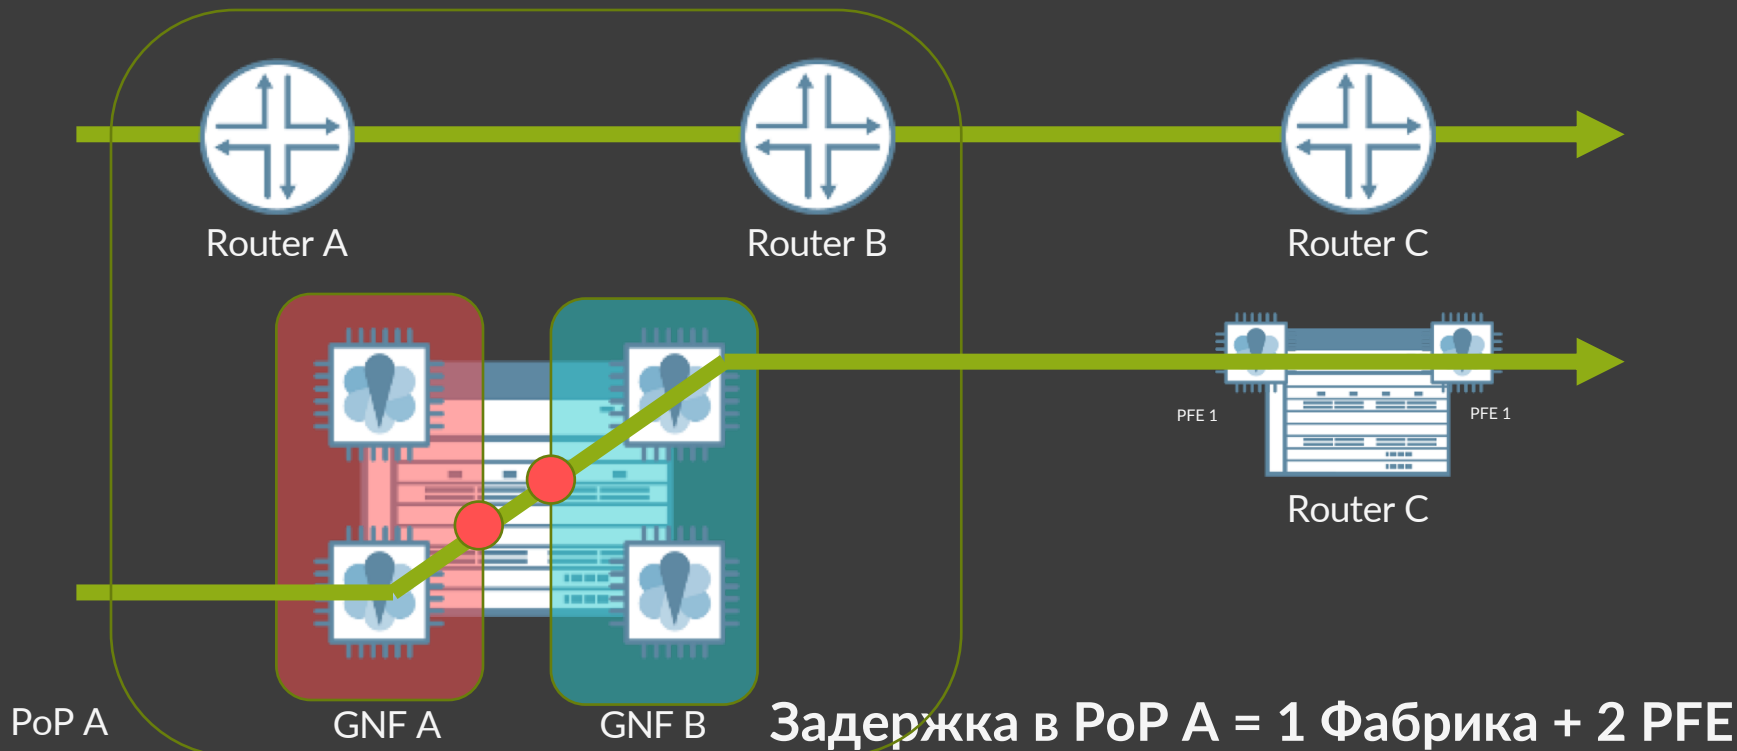 Router A
Router B
Router C
PFE 1
PFE 1
Router C
PoP A
GNF A
GNF B
Задержка в PoP A = 1 Фабрика + 2 PFE